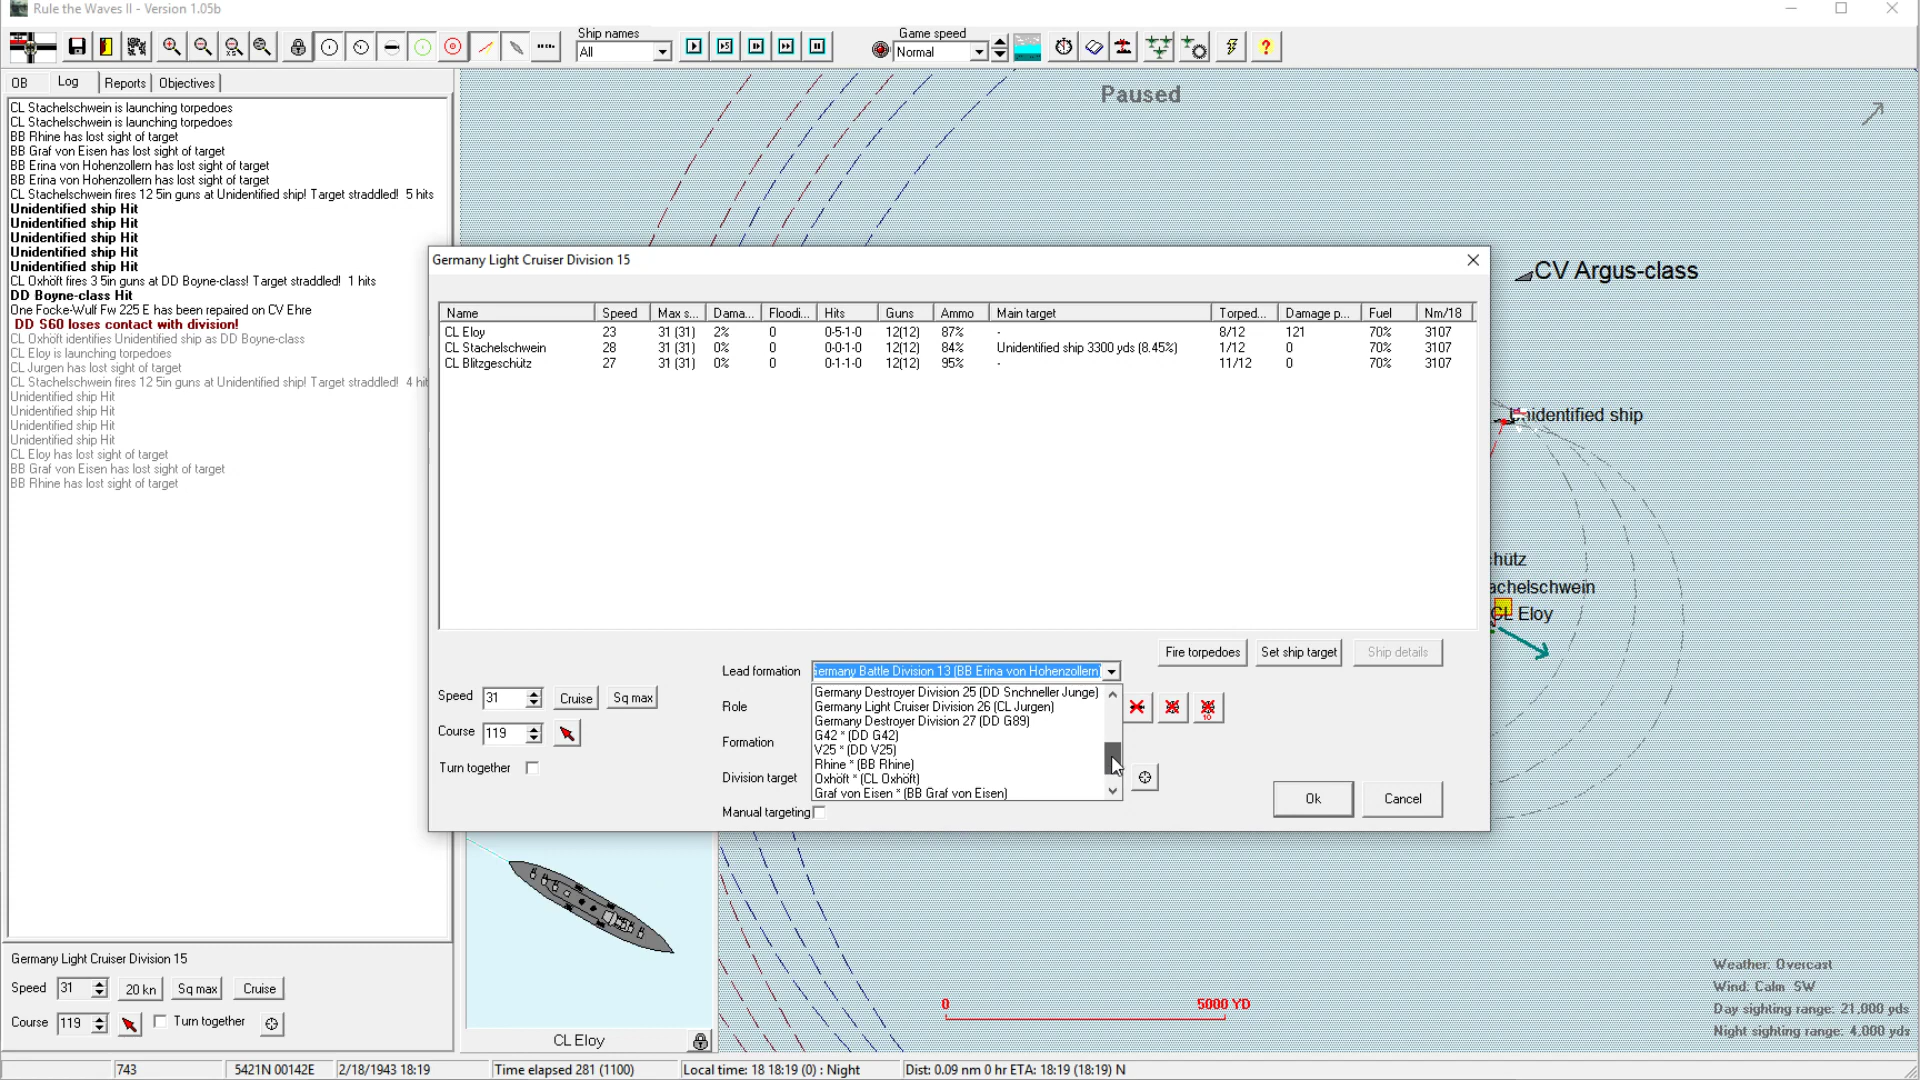 Rule the Waves II - Version 1.05b
Ship names
All
Game speed
Normal
OB
Log
Reports
Objectives
CL Stachelschwein is launching torpedoes
CL Stachelschwein is launching torpedoes
BB Rhine has lost sight of target
BB Graf von Eisen has lost sight of target
BB Erina von Hohenzollern has lost sight of target
BB Erina von Hohenzollern has lost sight of target
CL Stachelschwein fires 12 5in guns at Unidentified ship! Target straddled! 5 hits
Unidentified ship Hit
Unidentified ship Hit
Unidentified ship Hit
Unidentified ship Hit
Unidentified ship Hit
CL Oxhöft fires 3 5in guns at DD Boyne-class! Target straddled! 1 hits
DD Boyne-class Hit
One Focke-Wulf Fw 225 E has been repaired on CV Ehre
DD S60 loses contact with division!
CL Oxhöft identifies Unidentified ship as DD Boyne-class
CL Eloy is launching torpedoes
CL Jurgen has lost sight of target
CL Stachelschwein fires 12 5in guns at Unidentified ship! Target straddled! 4 hit
Unidentified ship Hit
Unidentified ship Hit
Unidentified ship Hit
Unidentified ship Hit
CL Eloy has lost sight of target
BB Graf von Eisen has lost sight of target
BB Rhine has lost sight of target
Paused
CV Argus-class
Unidentified ship
hütz
achelschwein
CL Eloy
Germany Light Cruiser Division 15
Name Speed Max s... Dama... Floodi... Hits Guns Ammo Main target Torped... Damage p... Fuel Nm/18
CL Eloy 23 31 (31) 2% 0 0-5-1-0 12(12) 87% - 8/12 121 70% 3107
CL Stachelschwein 28 31 (31) 0% 0 0-0-1-0 12(12) 84% Unidentified ship 3300 yds (8.45%) 1/12 0 70% 3107
CL Blitzgeschütz 27 31 (31) 0% 0 0-1-1-0 12(12) 95% - 11/12 0 70% 3107
Fire torpedoes
Set ship target
Ship details
Lead formation
Germany Battle Division 13 (BB Erina von Hohenzollern)
Germany Destroyer Division 25 (DD Snchneller Junge)
Germany Light Cruiser Division 26 (CL Jurgen)
Germany Destroyer Division 27 (DD G89)
G42 * (DD G42)
V25 * (DD V25)
Rhine * (BB Rhine)
Oxhöft * (CL Oxhöft)
Graf von Eisen * (BB Graf von Eisen)
Speed 31 Cruise Sq max
Course 119
Turn together
Role
Formation
Division target
Manual targeting
10
Ok
Cancel
Germany Light Cruiser Division 15
Speed 31 20 kn Sq max Cruise
Course 119 Turn together
CL Eloy
0 5000 YD
Weather: Overcast
Wind: Calm SW
Day sighting range: 21,000 yds
Night sighting range: 4,000 yds
743
5421N 00142E
2/18/1943 18:19
Time elapsed 281 (1100)
Local time: 18 18:19 (0) : Night
Dist: 0.09 nm 0 hr ETA: 18:19 (18:19) N